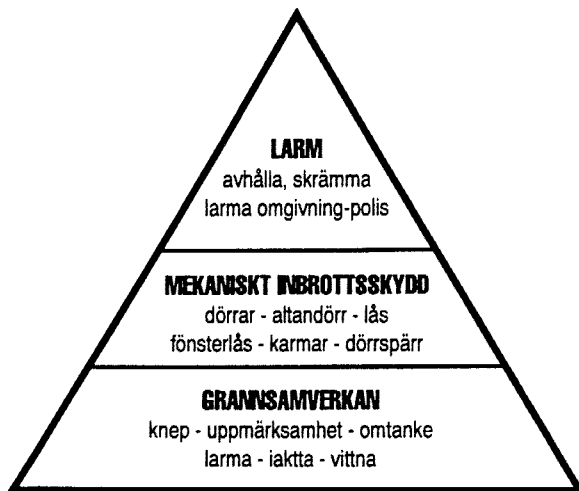 LARM
avhålla, skrämma
larma omgivning-polis
MEKANISKT INBROTTSSKYDD
dörrar - altandörr - lås
fönsterlås - karmar - dörrspärr
GRANNSAMVERKAN
knep - uppmärksamhet - omtanke
larma - iaktta - vittna